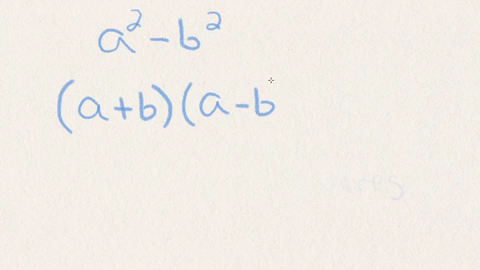 a² - b²
(a+b)(a-b